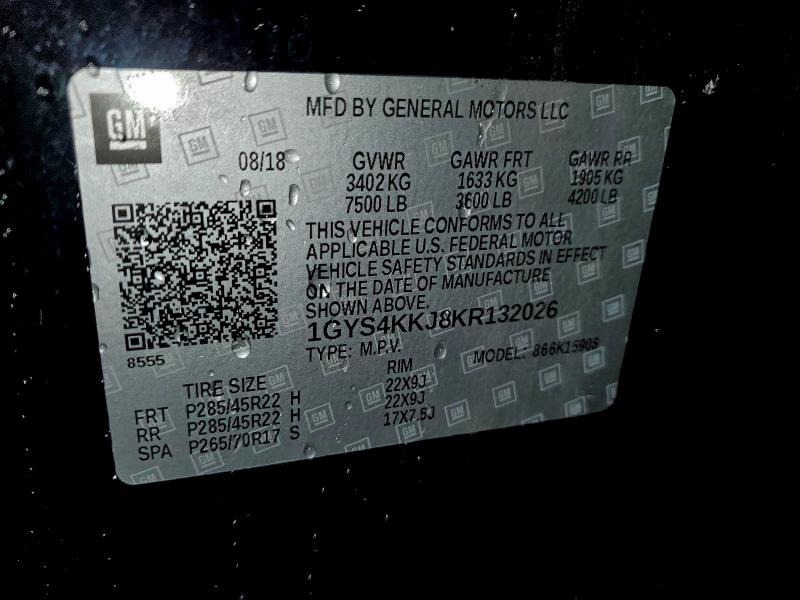 GM
MFD BY GENERAL MOTORS LLC
08/18 GVWR GAWR FRT GAWR RR
3402 KG 1633 KG 1905 KG
7500 LB 3600 LB 4200 LB
THIS VEHICLE CONFORMS TO ALL
APPLICABLE U.S. FEDERAL MOTOR
VEHICLE SAFETY STANDARDS IN EFFECT
ON THE DATE OF MANUFACTURE
SHOWN ABOVE.
1GYS4KKJ8KR132026
8555
TYPE: M.P.V. MODEL: 866K15906
TIRE SIZE RIM
FRT P285/45R22 H 22X9J
RR P285/45R22 H 22X9J
SPA P265/70R17 S 17X7.5J